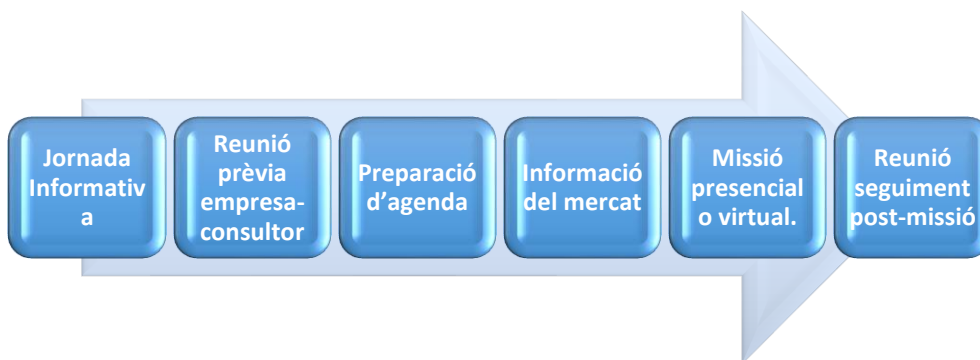 Jornada
Informativ
a
Reunió
prèvia
empresa-
consultor
Preparació
d’agenda
Informació
del mercat
Missió
presencial
o virtual.
Reunió
seguiment
post-missió